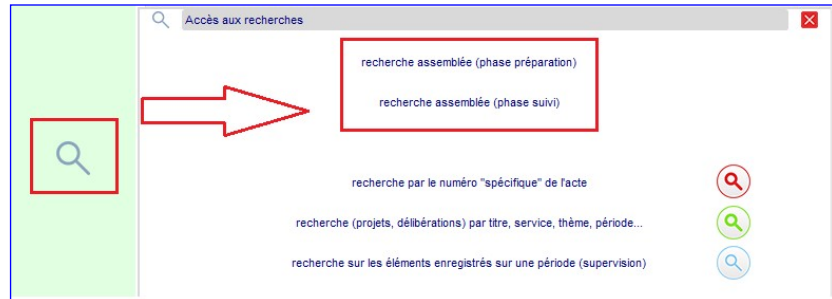 Accès aux recherches
recherche assemblée (phase préparation)
recherche assemblée (phase suivi)
recherche par le numéro "spécifique" de l'acte
recherche (projets, délibérations) par titre, service, thème, période...
recherche sur les éléments enregistrés sur une période (supervision)